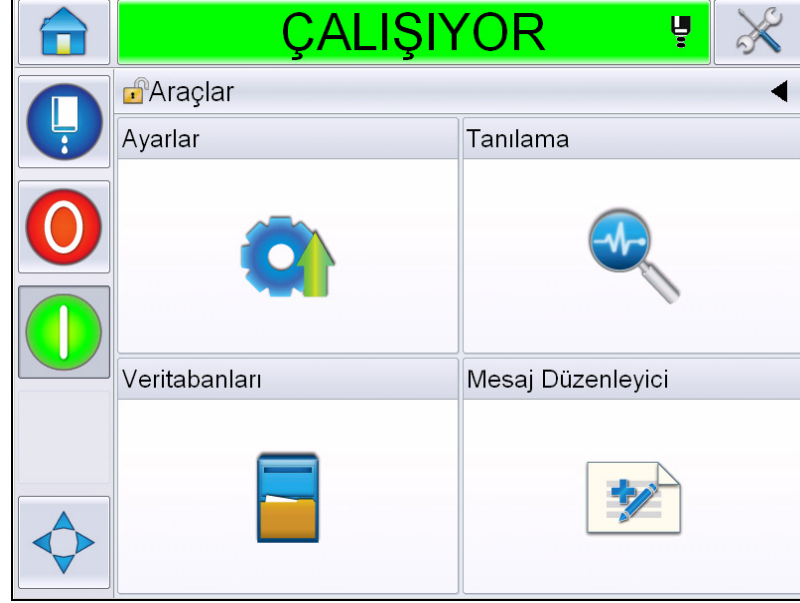 ÇALIŞIYOR
Araçlar
Ayarlar
Tanılama
Veritabanları
Mesaj Düzenleyici